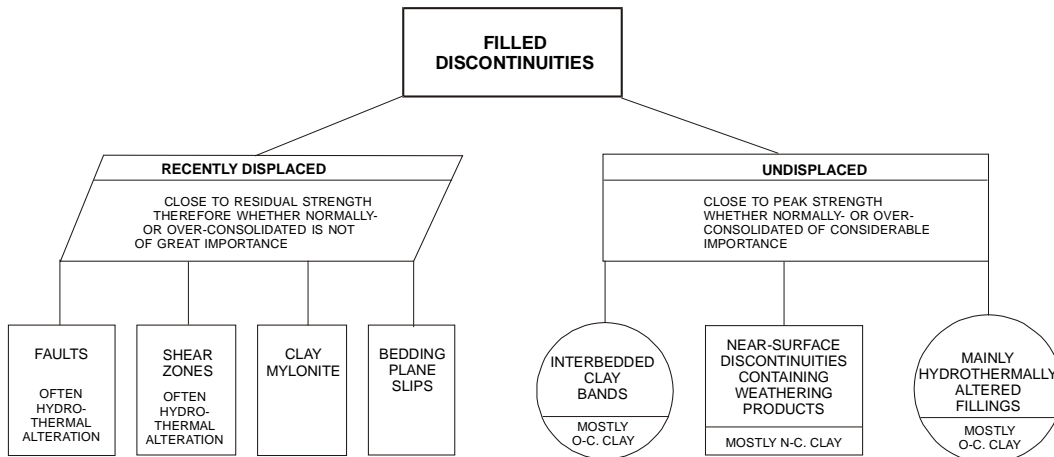 FILLED
DISCONTINUITIES
RECENTLY DISPLACED
CLOSE TO RESIDUAL STRENGTH
THEREFORE WHETHER NORMALLY-
OR OVER-CONSOLIDATED IS NOT
OF GREAT IMPORTANCE
UNDISPLACED
CLOSE TO PEAK STRENGTH
WHETHER NORMALLY- OR OVER-
CONSOLIDATED OF CONSIDERABLE
IMPORTANCE
FAULTS
OFTEN
HYDRO-
THERMAL
ALTERATION
SHEAR
ZONES
OFTEN
HYDRO-
THERMAL
ALTERATION
CLAY
MYLONITE
BEDDING
PLANE
SLIPS
INTERBEDDED
CLAY
BANDS
MOSTLY
O-C. CLAY
NEAR-SURFACE
DISCONTINUITIES
CONTAINING
WEATHERING
PRODUCTS
MOSTLY N-C. CLAY
MAINLY
HYDROTHERMALLY
ALTERED
FILLINGS
MOSTLY
O-C. CLAY